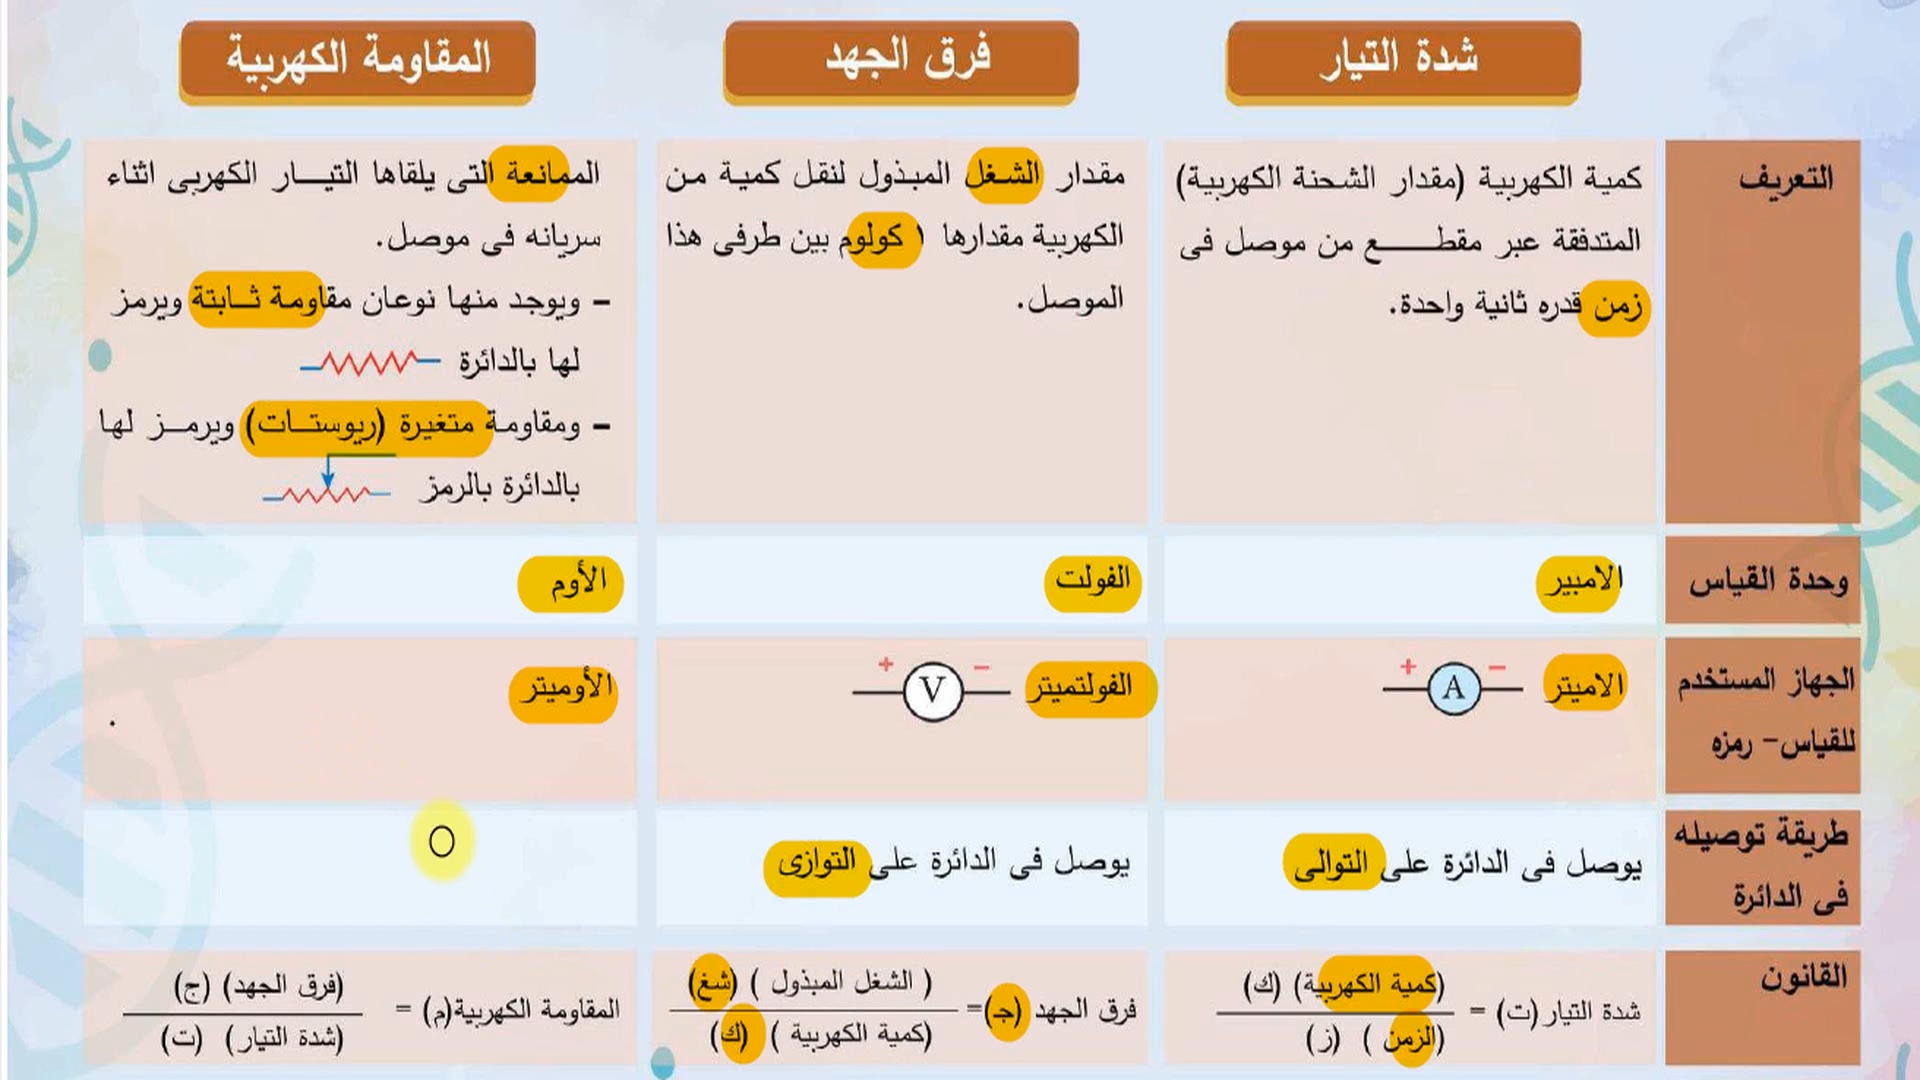 شدة التيار
فرق الجهد
المقاومة الكهربية
التعريف
كمية الكهربية (مقدار الشحنة الكهربية)
المتدفقة عبر مقطع من موصل فى
زمن قدره ثانية واحدة.
مقدار الشغل المبذول لنقل كمية من
الكهربية مقدارها ١ كولوم بين طرفى هذا
الموصل.
الممانعة التى يلقاها التيار الكهربى اثناء
سريانه فى موصل.
- ويوجد منها نوعان مقاومة ثابتة ويرمز
لها بالدائرة
- ومقاومة متغيرة (ريوستات) ويرمز لها
بالدائرة بالرمز
وحدة القياس
الامبير
الفولت
الأوم
الجهاز المستخدم
للقياس- رمزه
الاميتر
- A +
الفولتميتر
- V +
الأوميتر
طريقة توصيله
فى الدائرة
يوصل فى الدائرة على التوالى
يوصل فى الدائرة على التوازى
القانون
شدة التيار(ت) =
(كمية الكهربية) (ك)
(الزمن ) (ز)
فرق الجهد (جـ)=
( الشغل المبذول ) (شغ)
(كمية الكهربية ) (ك)
المقاومة الكهربية(م) =
(فرق الجهد) (ج)
(شدة التيار) (ت)